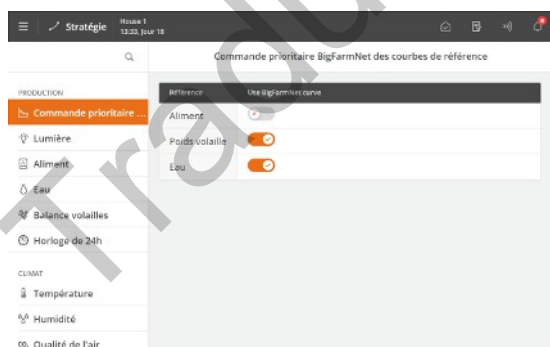 Stratégie
House 1
13:33, Jour 18
Commande prioritaire BigFarmNet des courbes de référence
PRODUCTION
Commande prioritaire ...
Lumière
Aliment
Eau
Balance volailles
Horloge de 24h
CLIMAT
Température
Humidité
Qualité de l'air
Référence Use BigFarmNet curve
Aliment
Poids volaille
Eau
Tradu